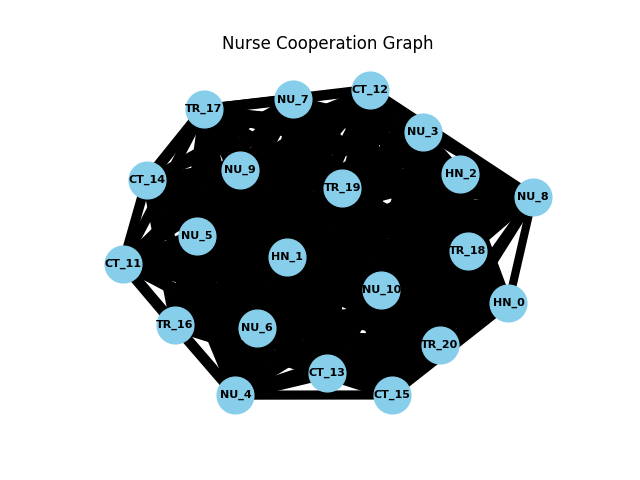 Nurse Cooperation Graph
CT_12
NU_7
TR_17
NU_3
NU_9
HN_2
CT_14
TR_19
NU_8
NU_5
TR_18
HN_1
CT_11
NU_10
HN_0
TR_16
NU_6
TR_20
CT_13
NU_4
CT_15